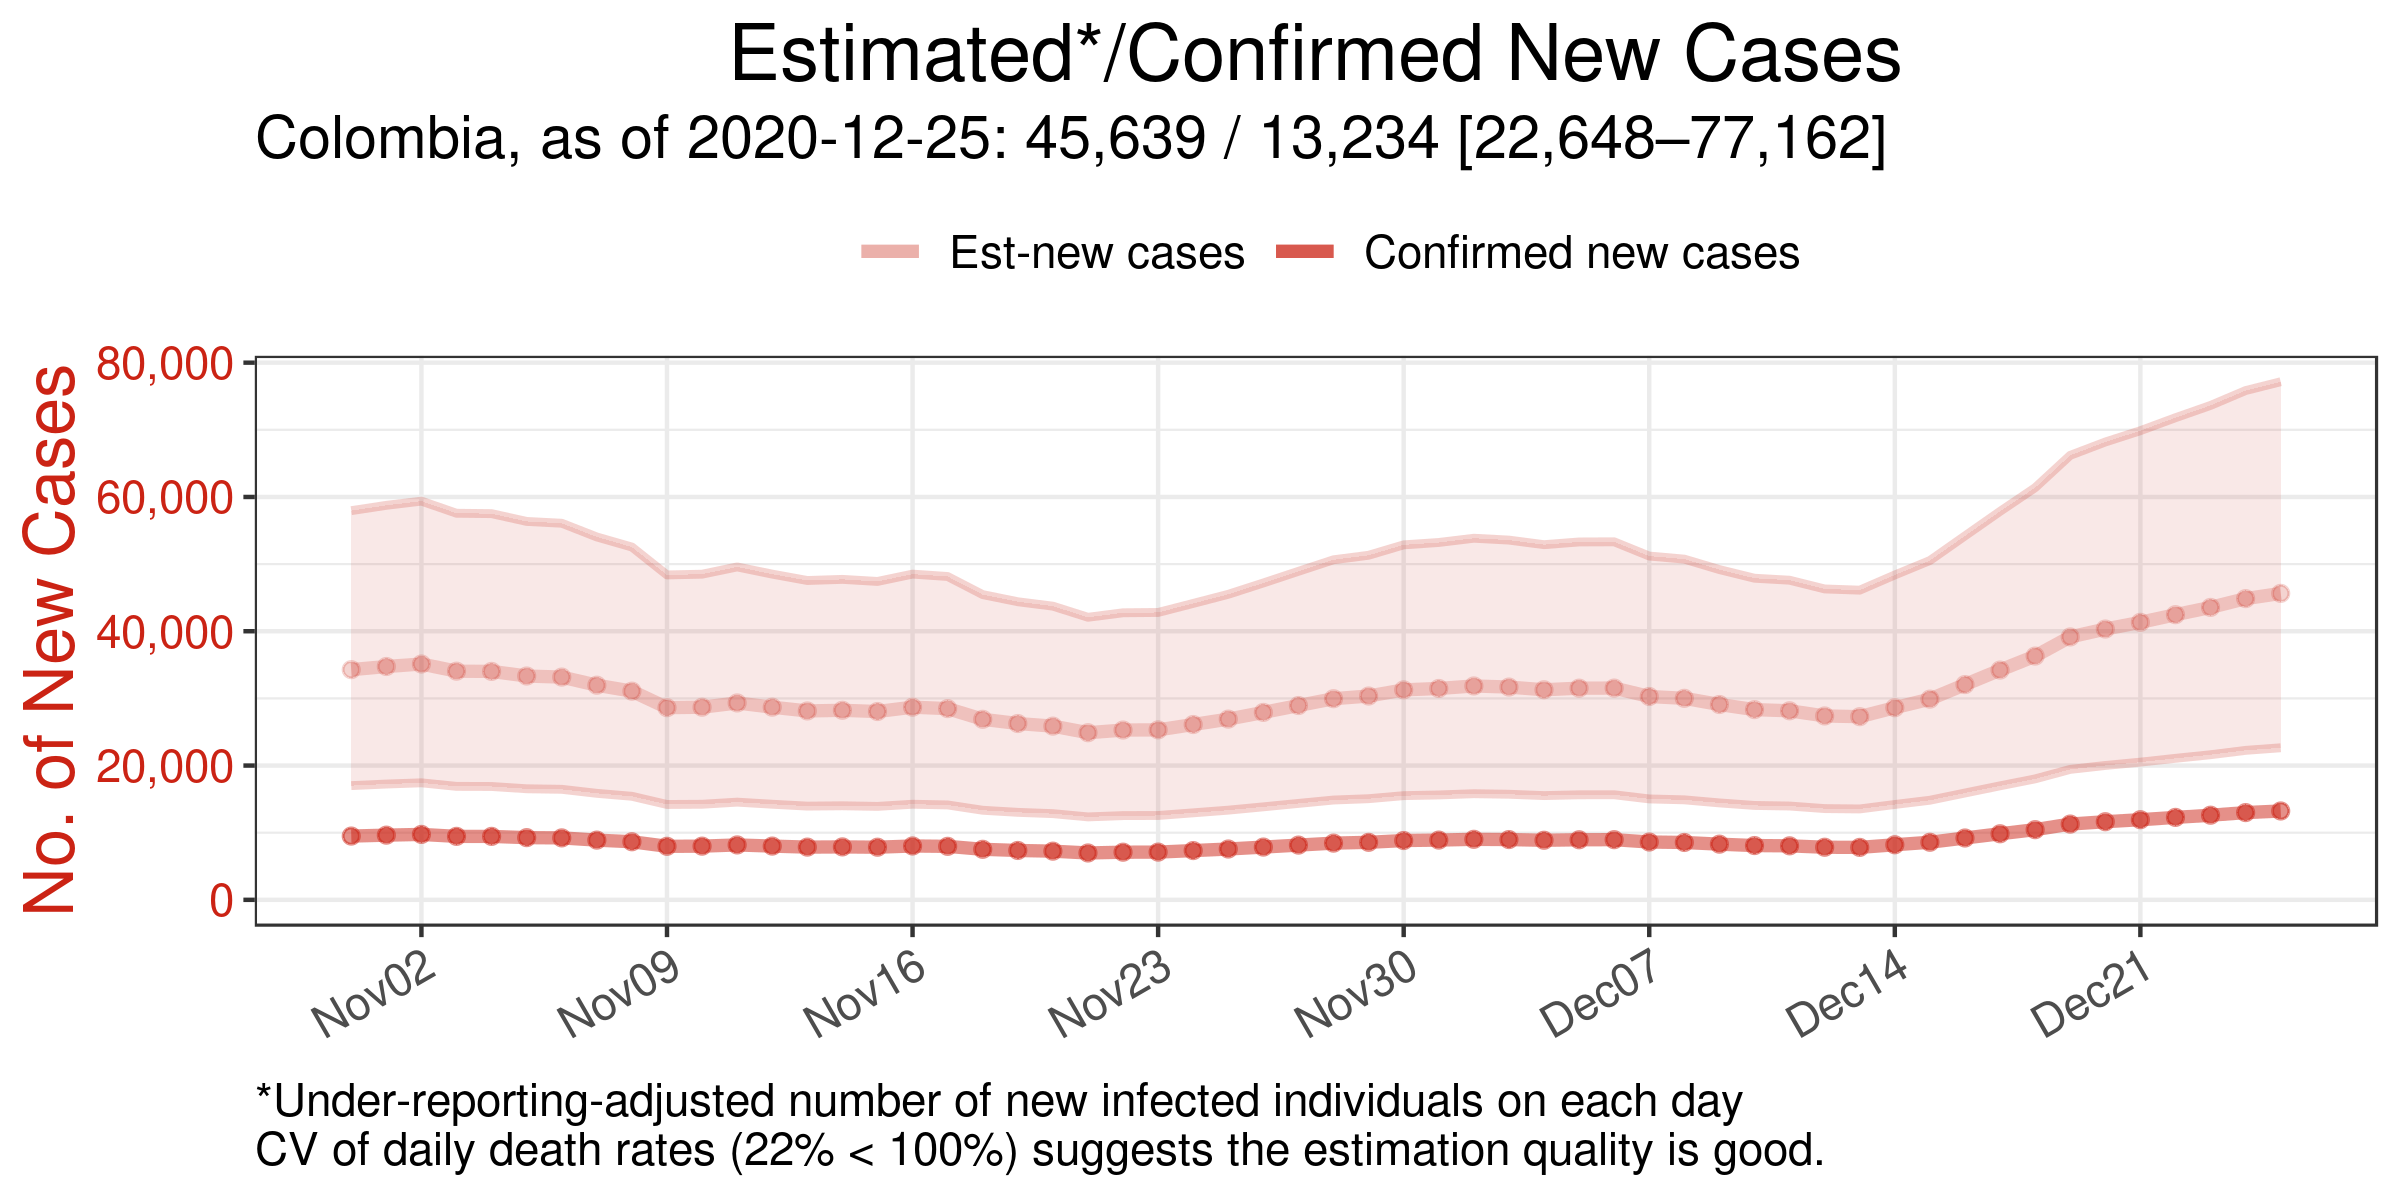 Estimated*/Confirmed New Cases
Colombia, as of 2020-12-25: 45,639 / 13,234 [22,648–77,162]
Est-new cases
Confirmed new cases
No. of New Cases
80,000
60,000
40,000
20,000
0
Nov02
Nov09
Nov16
Nov23
Nov30
Dec07
Dec14
Dec21
*Under-reporting-adjusted number of new infected individuals on each day
CV of daily death rates (22% < 100%) suggests the estimation quality is good.